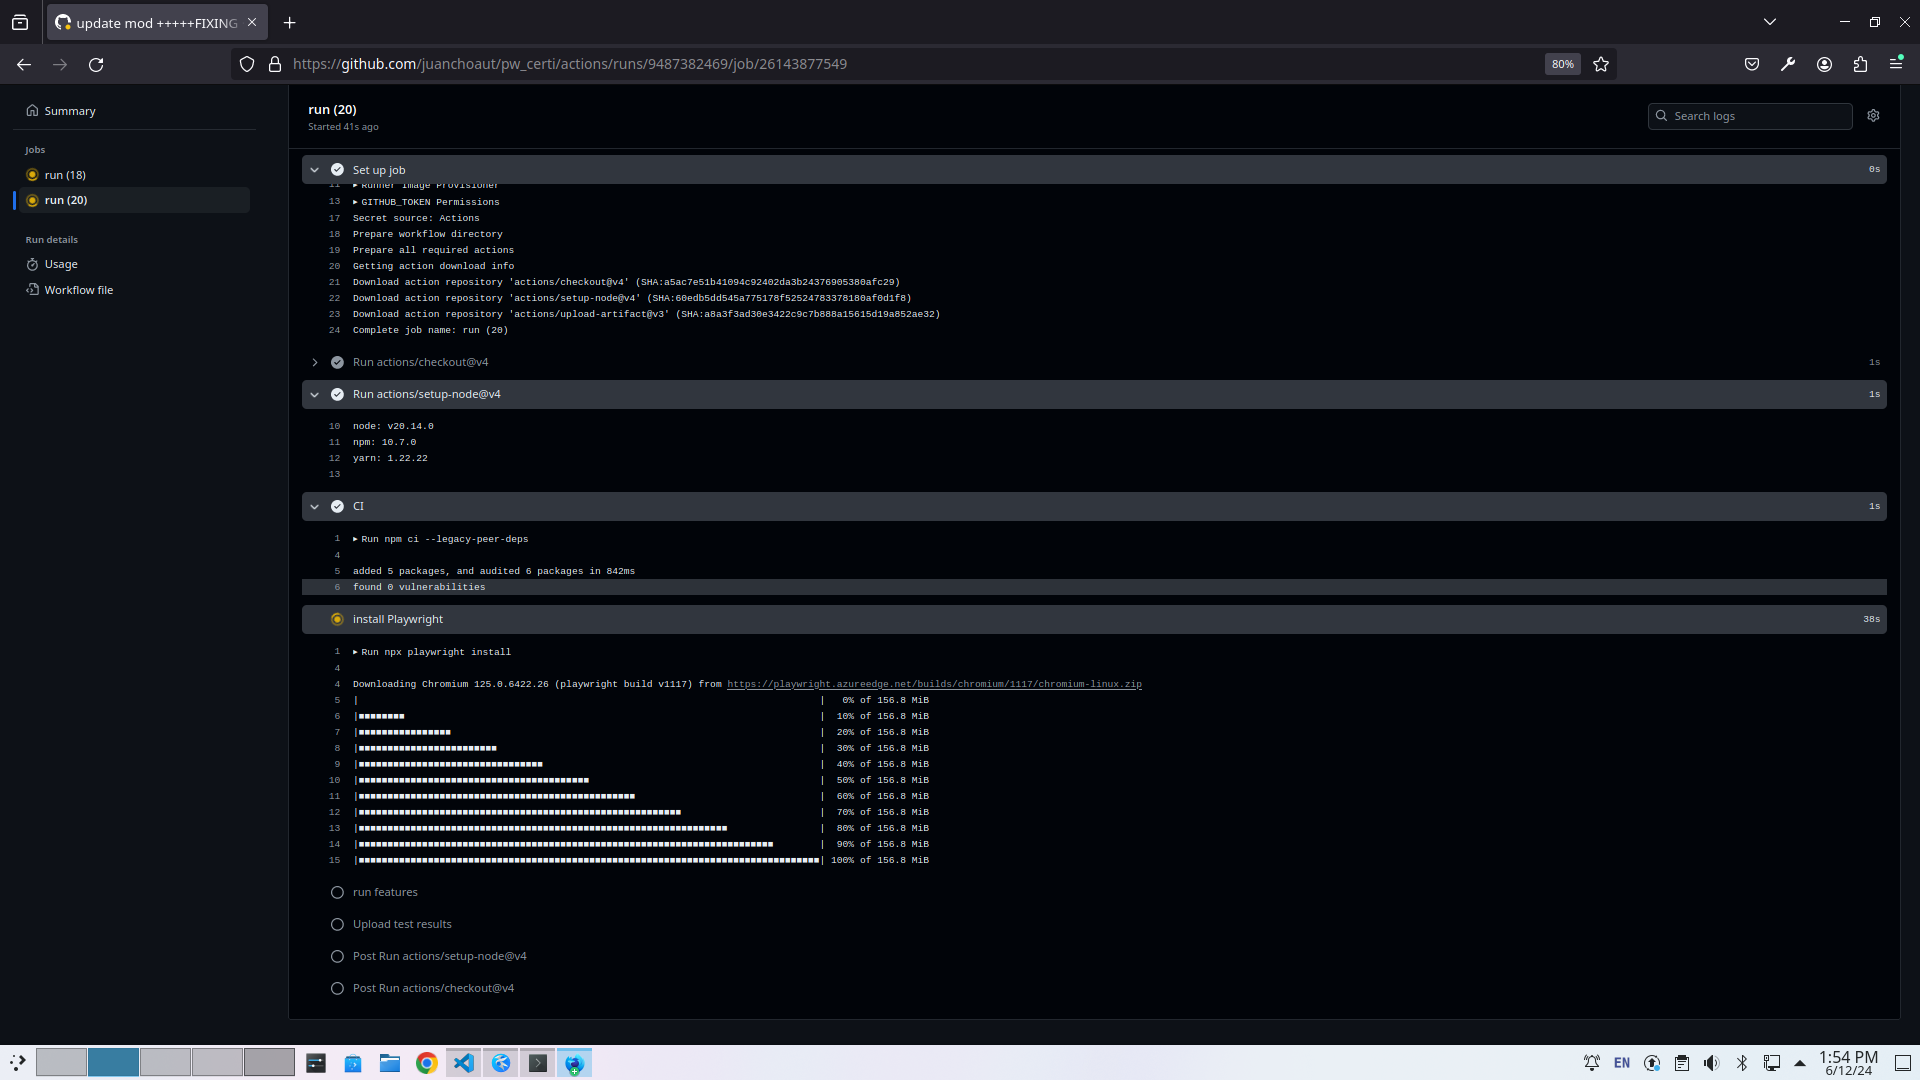 update mod +++++FIXING
https://github.com/juanchoaut/pw_certi/actions/runs/9487382469/job/26143877549
80%
Summary
Jobs
run (18)
run (20)
Run details
Usage
Workflow file
run (20)
Started 41s ago
Search logs
Set up job 0s
11 Runner Image Provisioner
13 GITHUB_TOKEN Permissions
17 Secret source: Actions
18 Prepare workflow directory
19 Prepare all required actions
20 Getting action download info
21 Download action repository 'actions/checkout@v4' (SHA:a5ac7e51b41094c92402da3b24376905380afc29)
22 Download action repository 'actions/setup-node@v4' (SHA:60edb5dd545a775178f52524783378180af0d1f8)
23 Download action repository 'actions/upload-artifact@v3' (SHA:a8a3f3ad30e3422c9c7b888a15615d19a852ae32)
24 Complete job name: run (20)
Run actions/checkout@v4 1s
Run actions/setup-node@v4 1s
10 node: v20.14.0
11 npm: 10.7.0
12 yarn: 1.22.22
13
CI 1s
1 Run npm ci --legacy-peer-deps
4
5 added 5 packages, and audited 6 packages in 842ms
6 found 0 vulnerabilities
install Playwright 38s
1 Run npx playwright install
4
4 Downloading Chromium 125.0.6422.26 (playwright build v1117) from https://playwright.azureedge.net/builds/chromium/1117/chromium-linux.zip
5 | | 0% of 156.8 MiB
6 |■■■■■■■■ | 10% of 156.8 MiB
7 |■■■■■■■■■■■■■■■■ | 20% of 156.8 MiB
8 |■■■■■■■■■■■■■■■■■■■■■■■■ | 30% of 156.8 MiB
9 |■■■■■■■■■■■■■■■■■■■■■■■■■■■■■■■■ | 40% of 156.8 MiB
10 |■■■■■■■■■■■■■■■■■■■■■■■■■■■■■■■■■■■■■■■■ | 50% of 156.8 MiB
11 |■■■■■■■■■■■■■■■■■■■■■■■■■■■■■■■■■■■■■■■■■■■■■■■■ | 60% of 156.8 MiB
12 |■■■■■■■■■■■■■■■■■■■■■■■■■■■■■■■■■■■■■■■■■■■■■■■■■■■■■■■■ | 70% of 156.8 MiB
13 |■■■■■■■■■■■■■■■■■■■■■■■■■■■■■■■■■■■■■■■■■■■■■■■■■■■■■■■■■■■■■■■■ | 80% of 156.8 MiB
14 |■■■■■■■■■■■■■■■■■■■■■■■■■■■■■■■■■■■■■■■■■■■■■■■■■■■■■■■■■■■■■■■■■■■■■■■■ | 90% of 156.8 MiB
15 |■■■■■■■■■■■■■■■■■■■■■■■■■■■■■■■■■■■■■■■■■■■■■■■■■■■■■■■■■■■■■■■■■■■■■■■■■■■■■■■■| 100% of 156.8 MiB
run features
Upload test results
Post Run actions/setup-node@v4
Post Run actions/checkout@v4
EN
1:54 PM
6/12/24